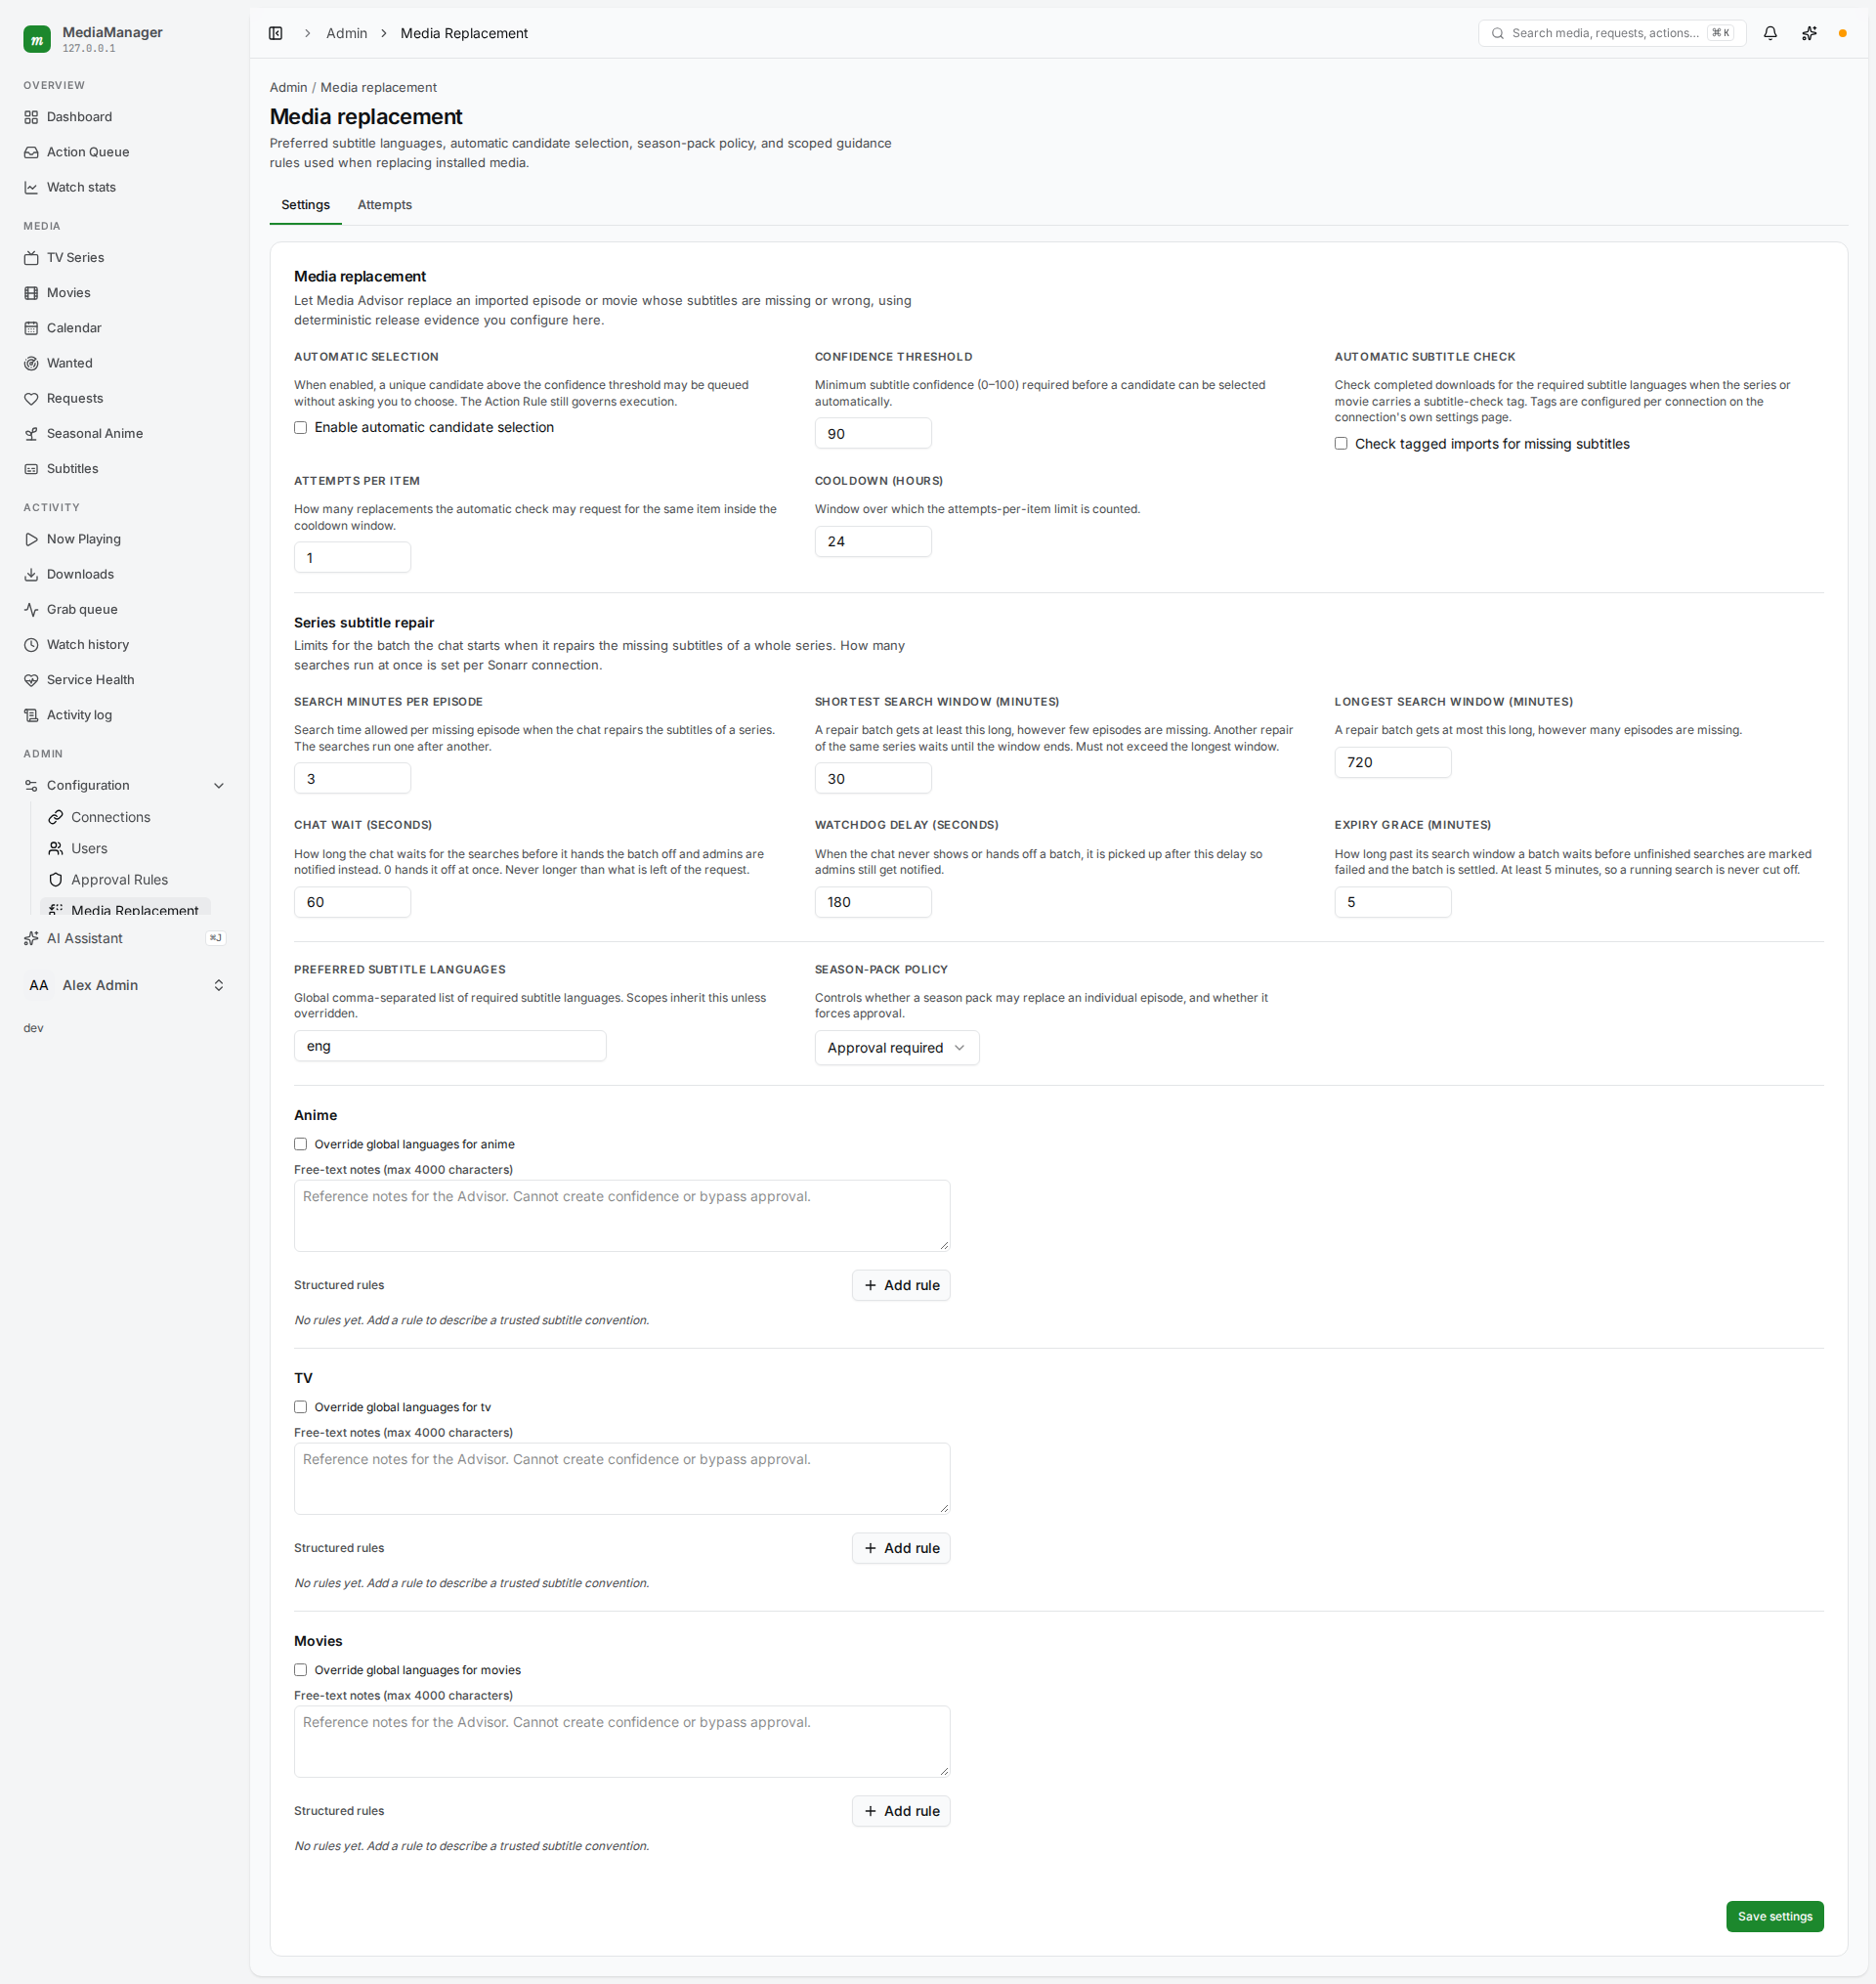 MediaManager
127.0.0.1
OVERVIEW
Dashboard
Action Queue
Watch stats
MEDIA
TV Series
Movies
Calendar
Wanted
Requests
Seasonal Anime
Subtitles
ACTIVITY
Now Playing
Downloads
Grab queue
Watch history
Service Health
Activity log
ADMIN
Configuration
Connections
Users
Approval Rules
Media Replacement
AI Assistant ⌘J
AA Alex Admin
dev
Admin > Media Replacement
Search media, requests, actions... ⌘K
Admin / Media replacement
Media replacement
Preferred subtitle languages, automatic candidate selection, season-pack policy, and scoped guidance
rules used when replacing installed media.
Settings Attempts
Media replacement
Let Media Advisor replace an imported episode or movie whose subtitles are missing or wrong, using
deterministic release evidence you configure here.
AUTOMATIC SELECTION
When enabled, a unique candidate above the confidence threshold may be queued
without asking you to choose. The Action Rule still governs execution.
Enable automatic candidate selection
CONFIDENCE THRESHOLD
Minimum subtitle confidence (0–100) required before a candidate can be selected
automatically.
90
AUTOMATIC SUBTITLE CHECK
Check completed downloads for the required subtitle languages when the series or
movie carries a subtitle-check tag. Tags are configured per connection on the
connection's own settings page.
Check tagged imports for missing subtitles
ATTEMPTS PER ITEM
How many replacements the automatic check may request for the same item inside the
cooldown window.
1
COOLDOWN (HOURS)
Window over which the attempts-per-item limit is counted.
24
Series subtitle repair
Limits for the batch the chat starts when it repairs the missing subtitles of a whole series. How many
searches run at once is set per Sonarr connection.
SEARCH MINUTES PER EPISODE
Search time allowed per missing episode when the chat repairs the subtitles of a series.
The searches run one after another.
3
SHORTEST SEARCH WINDOW (MINUTES)
A repair batch gets at least this long, however few episodes are missing. Another repair
of the same series waits until the window ends. Must not exceed the longest window.
30
LONGEST SEARCH WINDOW (MINUTES)
A repair batch gets at most this long, however many episodes are missing.
720
CHAT WAIT (SECONDS)
How long the chat waits for the searches before it hands the batch off and admins are
notified instead. 0 hands it off at once. Never longer than what is left of the request.
60
WATCHDOG DELAY (SECONDS)
When the chat never shows or hands off a batch, it is picked up after this delay so
admins still get notified.
180
EXPIRY GRACE (MINUTES)
How long past its search window a batch waits before unfinished searches are marked
failed and the batch is settled. At least 5 minutes, so a running search is never cut off.
5
PREFERRED SUBTITLE LANGUAGES
Global comma-separated list of required subtitle languages. Scopes inherit this unless
overridden.
eng
SEASON-PACK POLICY
Controls whether a season pack may replace an individual episode, and whether it
forces approval.
Approval required
Anime
Override global languages for anime
Free-text notes (max 4000 characters)
Reference notes for the Advisor. Cannot create confidence or bypass approval.
Structured rules
Add rule
No rules yet. Add a rule to describe a trusted subtitle convention.
TV
Override global languages for tv
Free-text notes (max 4000 characters)
Reference notes for the Advisor. Cannot create confidence or bypass approval.
Structured rules
Add rule
No rules yet. Add a rule to describe a trusted subtitle convention.
Movies
Override global languages for movies
Free-text notes (max 4000 characters)
Reference notes for the Advisor. Cannot create confidence or bypass approval.
Structured rules
Add rule
No rules yet. Add a rule to describe a trusted subtitle convention.
Save settings